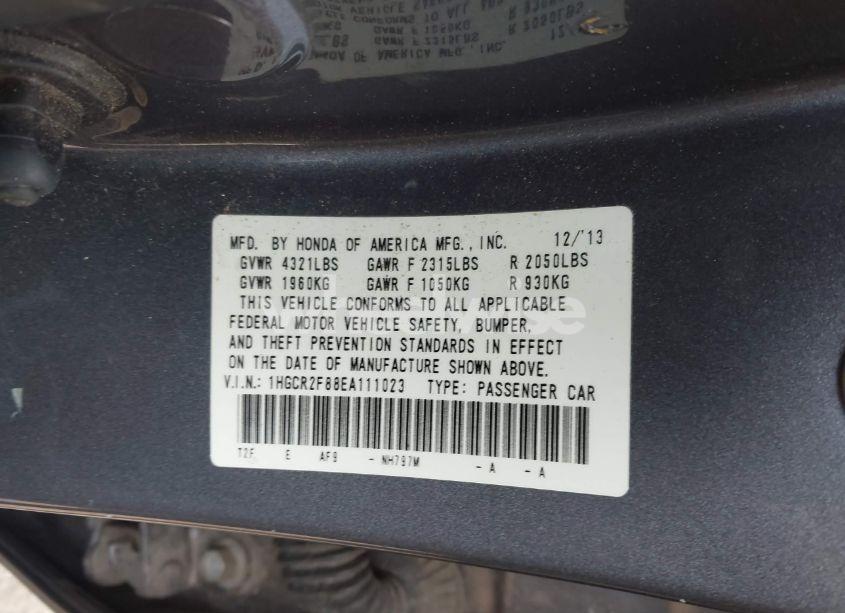 MFD. BY HONDA OF AMERICA MFG., INC. 12/'13
GVWR 4321LBS GAWR F 2315LBS R 2050LBS
GVWR 1960KG GAWR F 1050KG R 930KG
THIS VEHICLE CONFORMS TO ALL APPLICABLE
FEDERAL MOTOR VEHICLE SAFETY, BUMPER,
AND THEFT PREVENTION STANDARDS IN EFFECT
ON THE DATE OF MANUFACTURE SHOWN ABOVE.
V.I.N.: 1HGCR2F88EA111023 TYPE: PASSENGER CAR
T2F E AF9 - NH797M - A - A